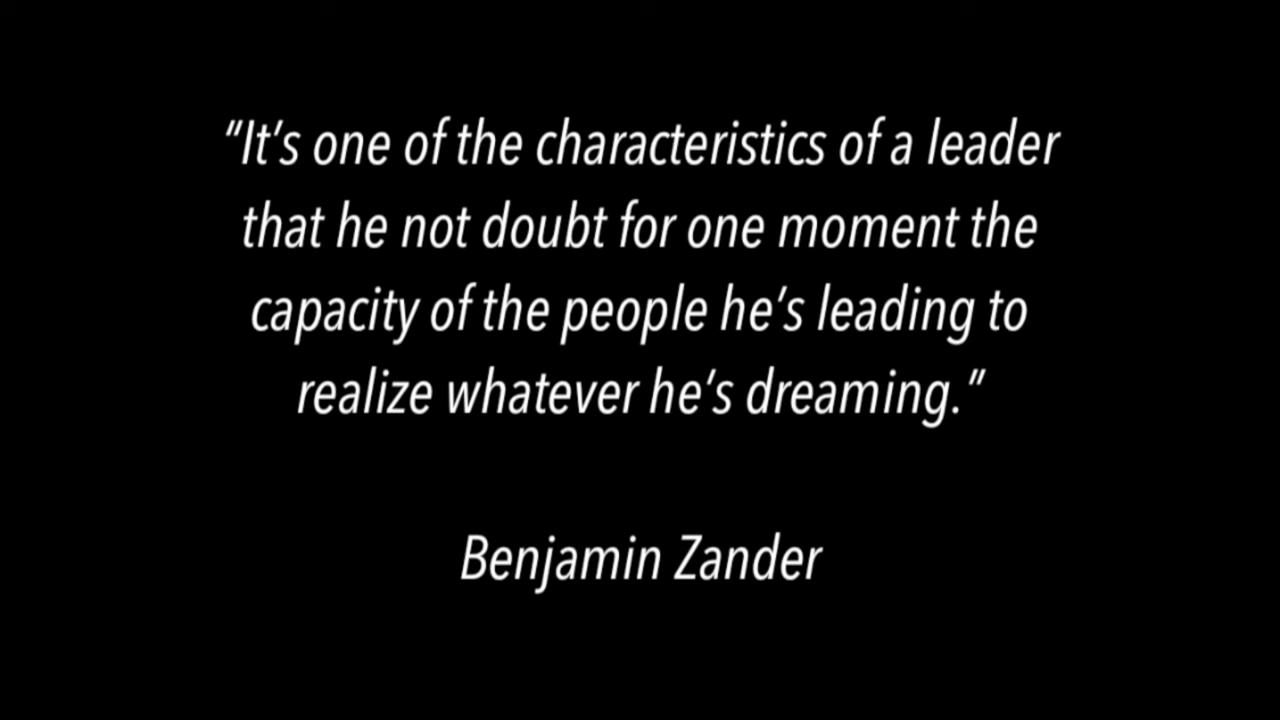 "It's one of the characteristics of a leader
that he not doubt for one moment the
capacity of the people he's leading to
realize whatever he's dreaming."
Benjamin Zander